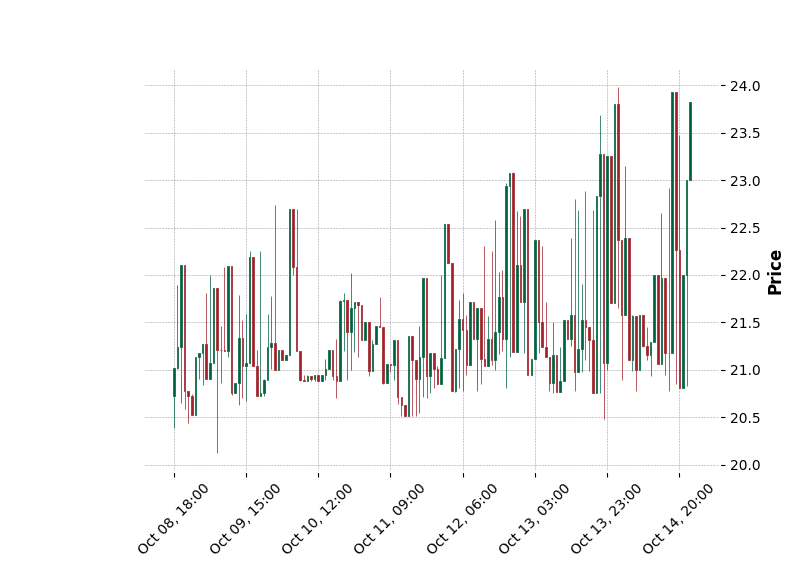 24.0
23.5
23.0
22.5
22.0
21.5
21.0
20.5
20.0
Price
Oct 08, 18:00
Oct 09, 15:00
Oct 10, 12:00
Oct 11, 09:00
Oct 12, 06:00
Oct 13, 03:00
Oct 13, 23:00
Oct 14, 20:00